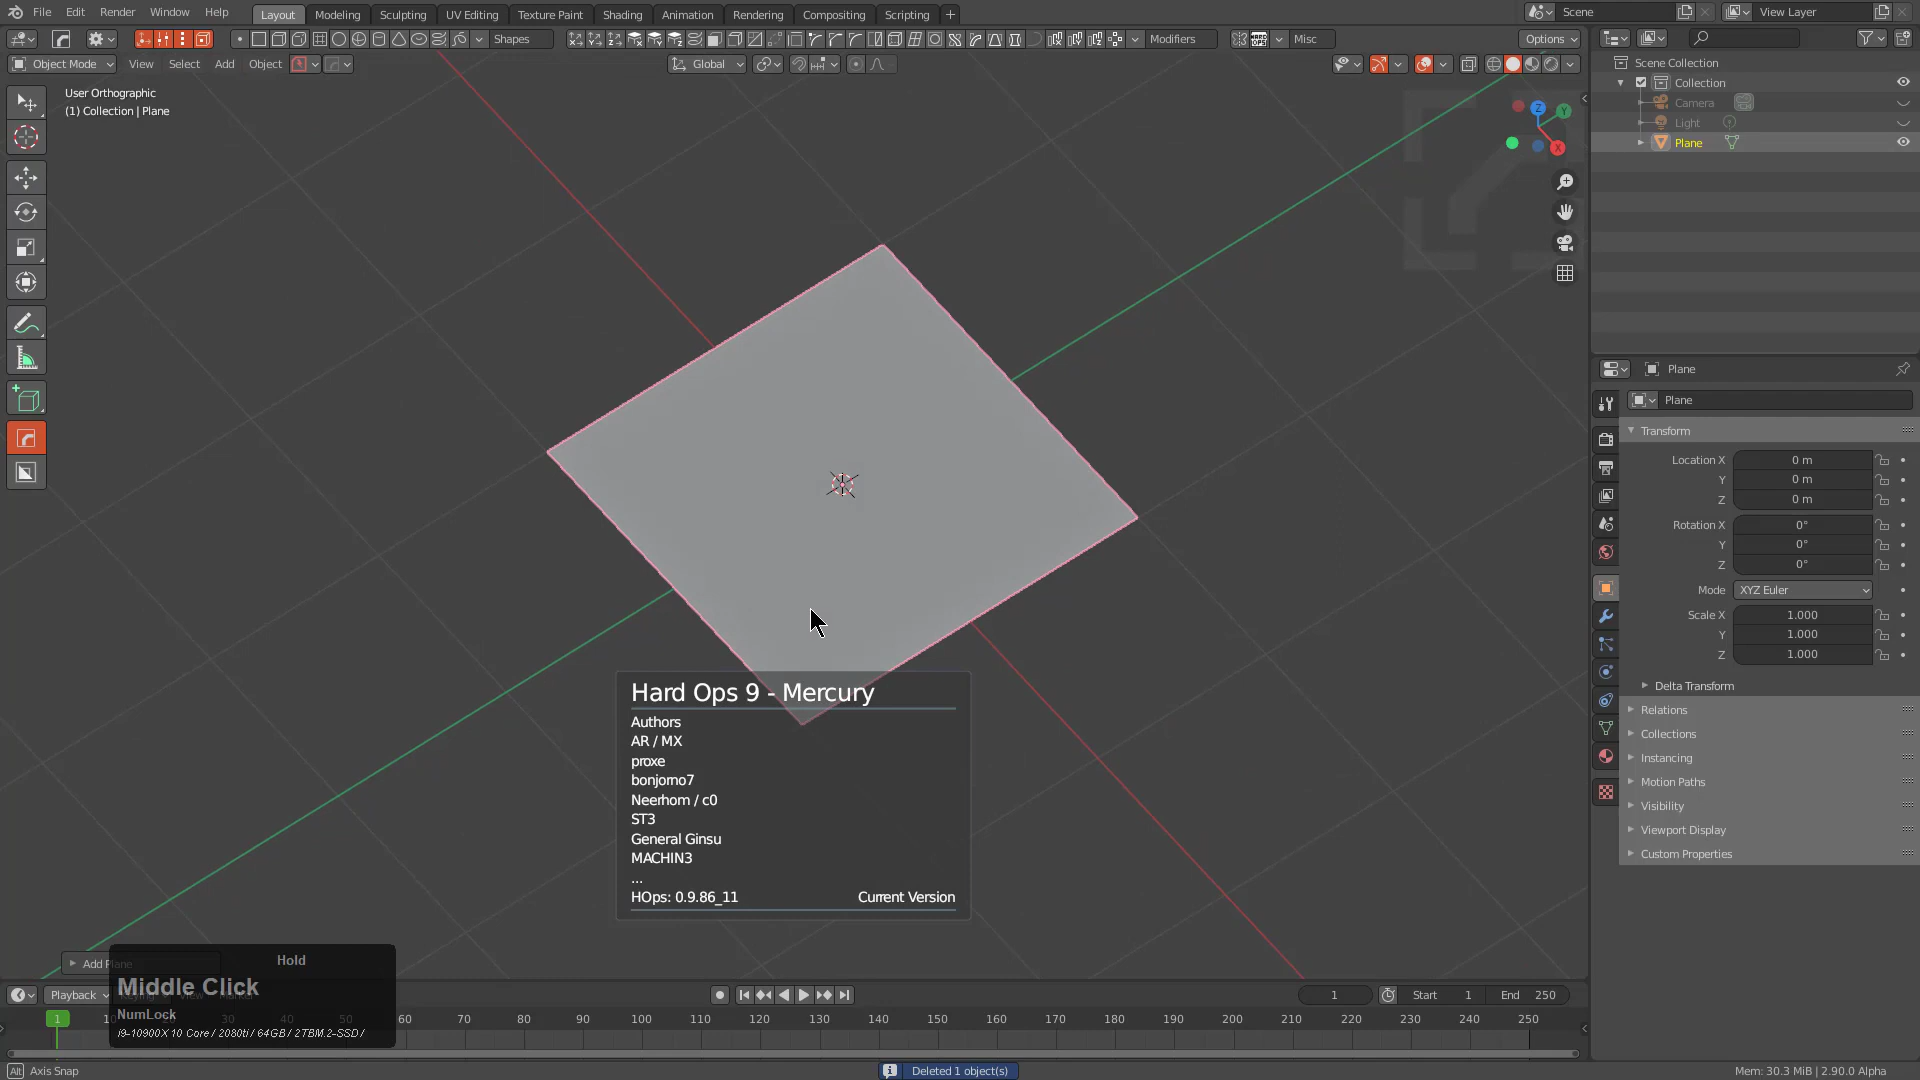 File Edit Render Window Help Layout Modeling Sculpting UV Editing Texture Paint Shading Animation Rendering Compositing Scripting + Scene View Layer
Shapes Modifiers Misc Options
Object Mode View Select Add Object Global
User Orthographic
(1) Collection | Plane
Z
Y
X
Scene Collection
Collection
Camera
Light
Plane
Plane
Plane
Transform
Location X 0 m
Y 0 m
Z 0 m
Rotation X 0°
Y 0°
Z 0°
Mode XYZ Euler
Scale X 1.000
Y 1.000
Z 1.000
Delta Transform
Relations
Collections
Instancing
Motion Paths
Visibility
Viewport Display
Custom Properties
Hard Ops 9 - Mercury
Authors
AR / MX
proxe
bonjorno7
Neerhom / c0
ST3
General Ginsu
MACHIN3
...
HOps: 0.9.86_11 Current Version
Add Plane
Hold
Middle Click
NumLock
i9-10900X 10 Core / 2080ti / 64GB / 2TBM.2-SSD /
Playback 1 Start 1 End 250
1 60 70 80 90 100 110 120 130 140 150 160 170 180 190 200 210 220 230 240 250
Alt Axis Snap Deleted 1 object(s) Mem: 30.3 MiB | 2.90.0 Alpha